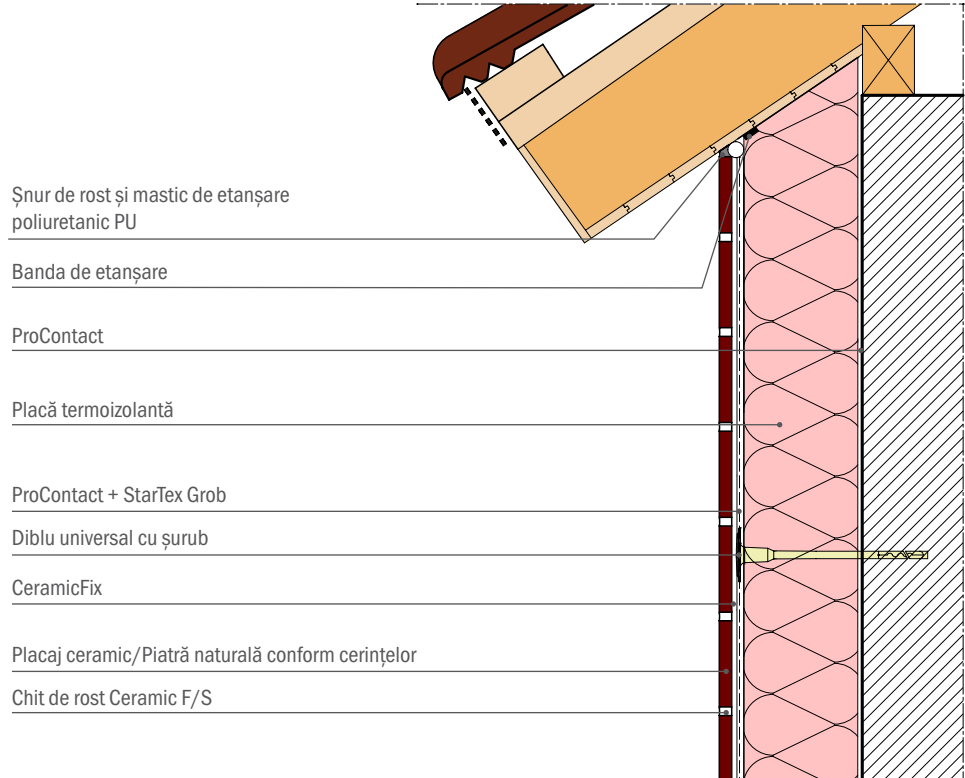 Șnur de rost și mastic de etanșare
poliuretanic PU
Banda de etanșare
ProContact
Placă termoizolantă
ProContact + StarTex Grob
Diblu universal cu șurub
CeramicFix
Placaj ceramic/Piatră naturală conform cerințelor
Chit de rost Ceramic F/S